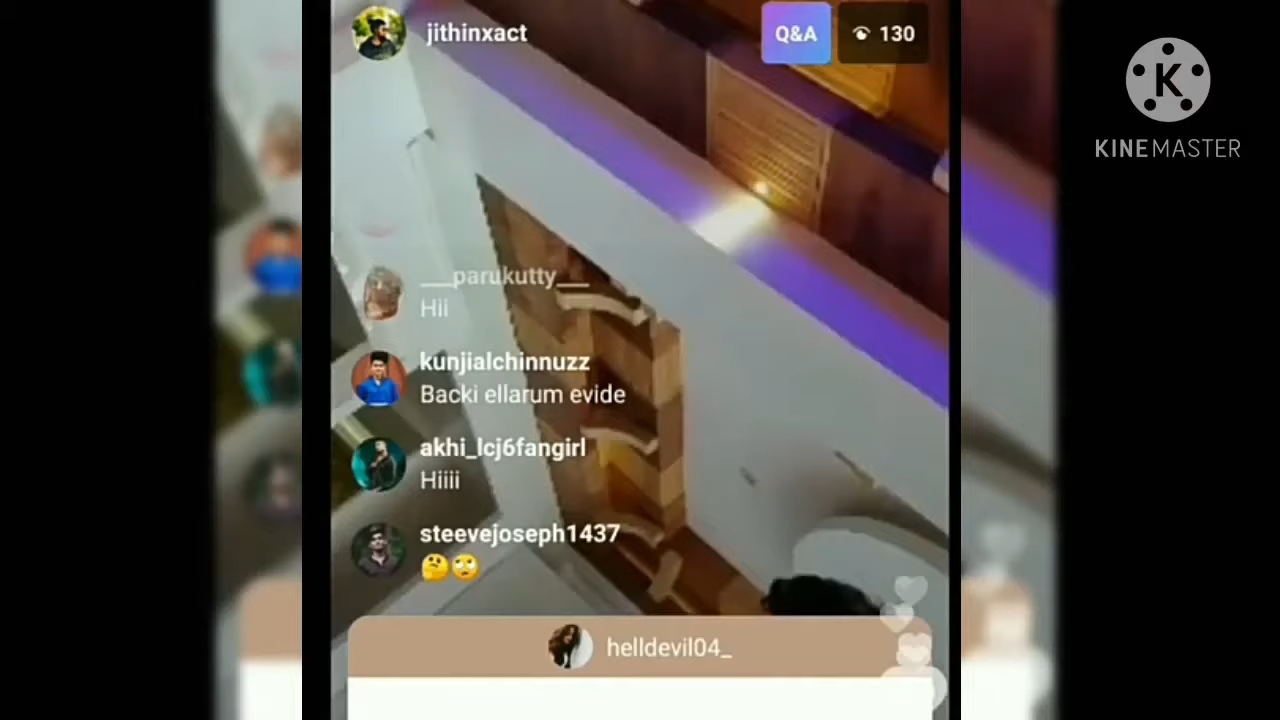 jithinxact
Q&A
130
K
KINEMASTER
___parukutty___
Hii
kunjialchinnuzz
Backi ellarum evide
akhi_lcj6fangirl
Hiiii
steevejoseph1437
🤔🙄
helldevil04_